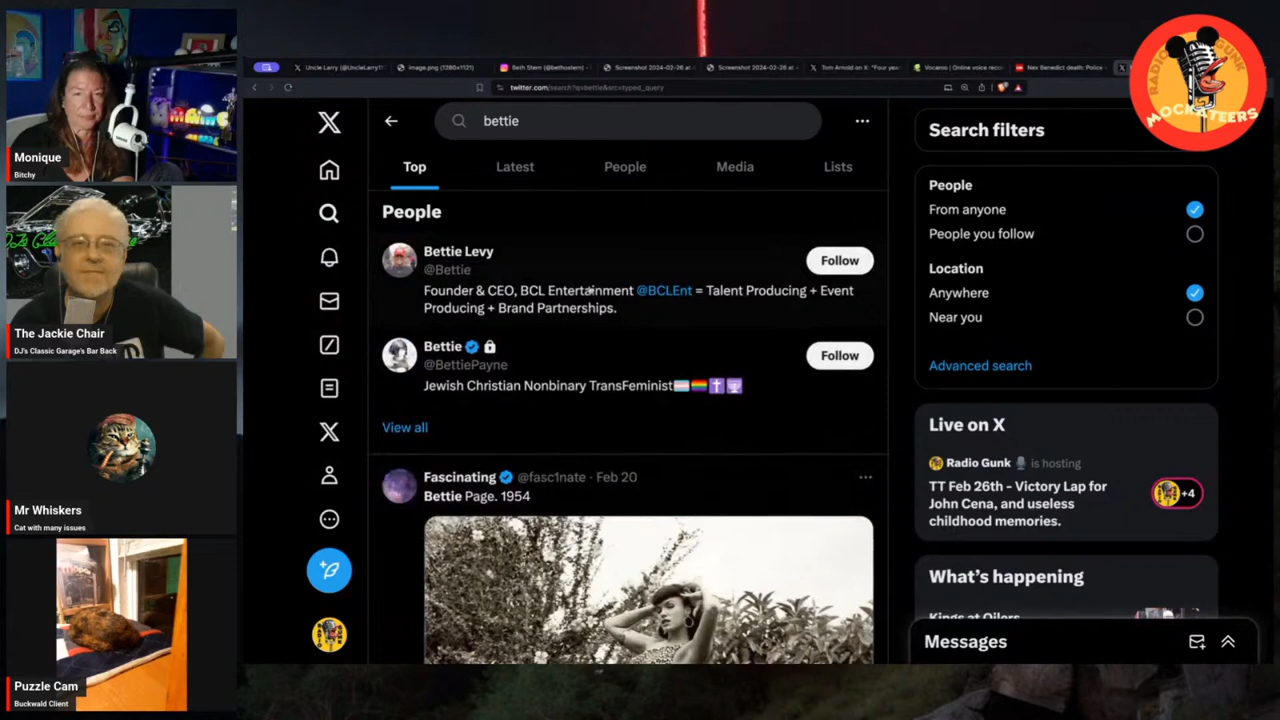 Monique
Bitchy
The Jackie Chair
DJ's Classic Garage's Bar Back
Mr Whiskers
Cat with many issues
Puzzle Cam
Buckwald Client
Uncle Larry (@UncleLarry1
image.png (1280×1121)
Beth Stern (@bethostern) •
Screenshot 2024-02-26 at
Screenshot 2024-02-26 at
Tom Arnold on X: "Four year
Vocaroo | Online voice reco
Nex Benedict death: Police
twitter.com/search?q=bettie&src=typed_query
bettie
Top
Latest
People
Media
Lists
People
Bettie Levy
@Bettie
Follow
Founder & CEO, BCL Entertainment @BCLEnt = Talent Producing + Event
Producing + Brand Partnerships.
Bettie
@BettiePayne
Follow
Jewish Christian Nonbinary TransFeminist
View all
Fascinating @fasc1nate · Feb 20
Bettie Page. 1954
Search filters
People
From anyone
People you follow
Location
Anywhere
Near you
Advanced search
Live on X
Radio Gunk is hosting
TT Feb 26th - Victory Lap for
John Cena, and useless
childhood memories.
+4
What's happening
Kings at Oilers
Messages
RADIO GUNK
MOCKATEERS